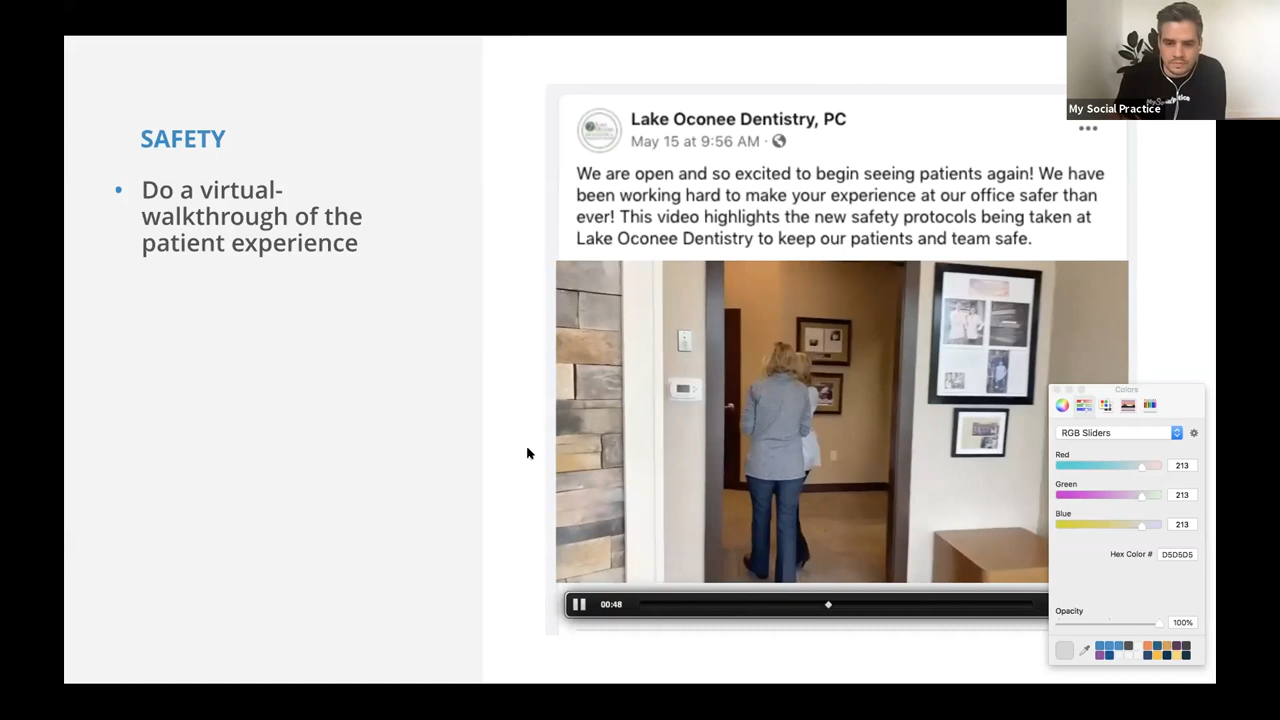 My Social Practice
SAFETY
• Do a virtual-
walkthrough of the
patient experience
Lake Oconee Dentistry, PC
May 15 at 9:56 AM ·
We are open and so excited to begin seeing patients again! We have
been working hard to make your experience at our office safer than
ever! This video highlights the new safety protocols being taken at
Lake Oconee Dentistry to keep our patients and team safe.
00:48
Colors
RGB Sliders
Red
213
Green
213
Blue
213
Hex Color # D5D5D5
Opacity
100%